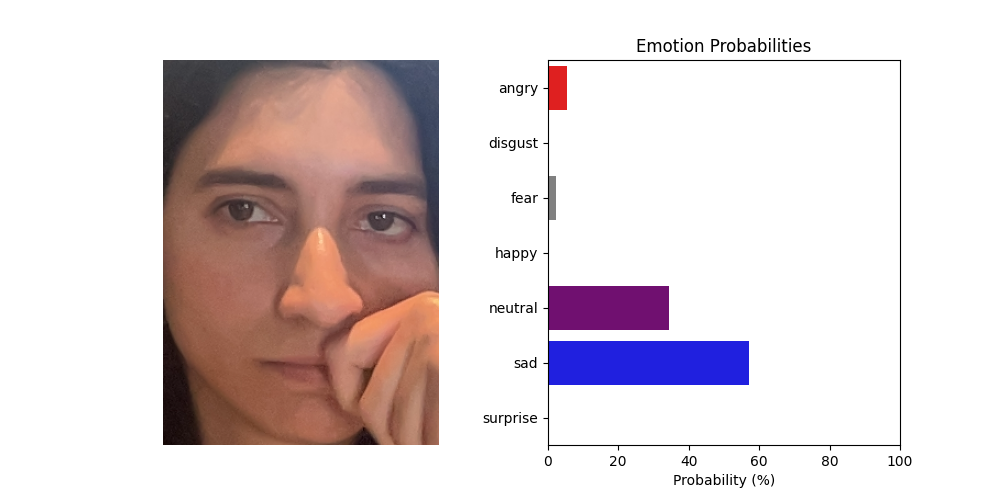 Emotion Probabilities
angry
disgust
fear
happy
neutral
sad
surprise
0 20 40 60 80 100
Probability (%)